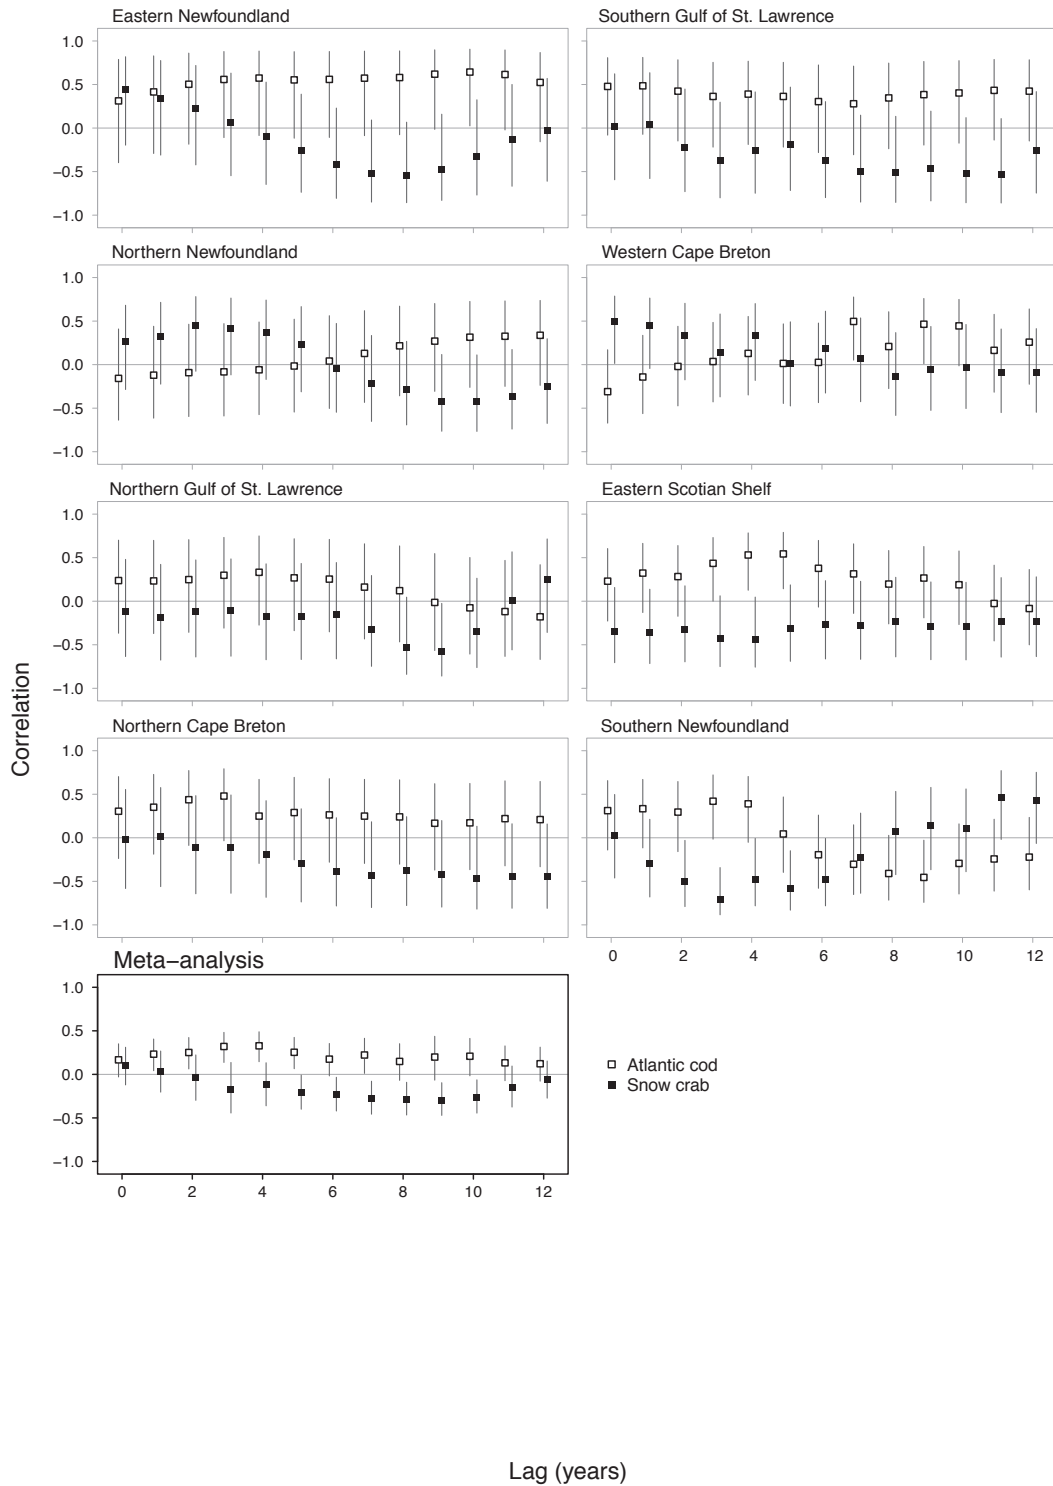 Eastern Newfoundland
Southern Gulf of St. Lawrence
1.0
0.5
0.0
−0.5
−1.0
Northern Newfoundland
Western Cape Breton
1.0
0.5
0.0
−0.5
−1.0
Northern Gulf of St. Lawrence
Eastern Scotian Shelf
1.0
0.5
0.0
−0.5
−1.0
Northern Cape Breton
Southern Newfoundland
1.0
0.5
0.0
−0.5
−1.0
0 2 4 6 8 10 12
Meta−analysis
1.0
0.5
0.0
−0.5
−1.0
0 2 4 6 8 10 12
Atlantic cod
Snow crab
Correlation
Lag (years)